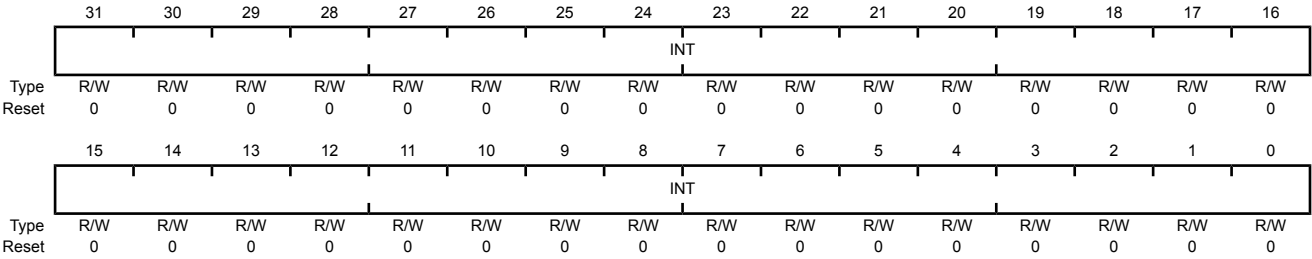 31 30 29 28 27 26 25 24 23 22 21 20 19 18 17 16
INT
Type R/W R/W R/W R/W R/W R/W R/W R/W R/W R/W R/W R/W R/W R/W R/W R/W
Reset 0 0 0 0 0 0 0 0 0 0 0 0 0 0 0 0
15 14 13 12 11 10 9 8 7 6 5 4 3 2 1 0
INT
Type R/W R/W R/W R/W R/W R/W R/W R/W R/W R/W R/W R/W R/W R/W R/W R/W
Reset 0 0 0 0 0 0 0 0 0 0 0 0 0 0 0 0